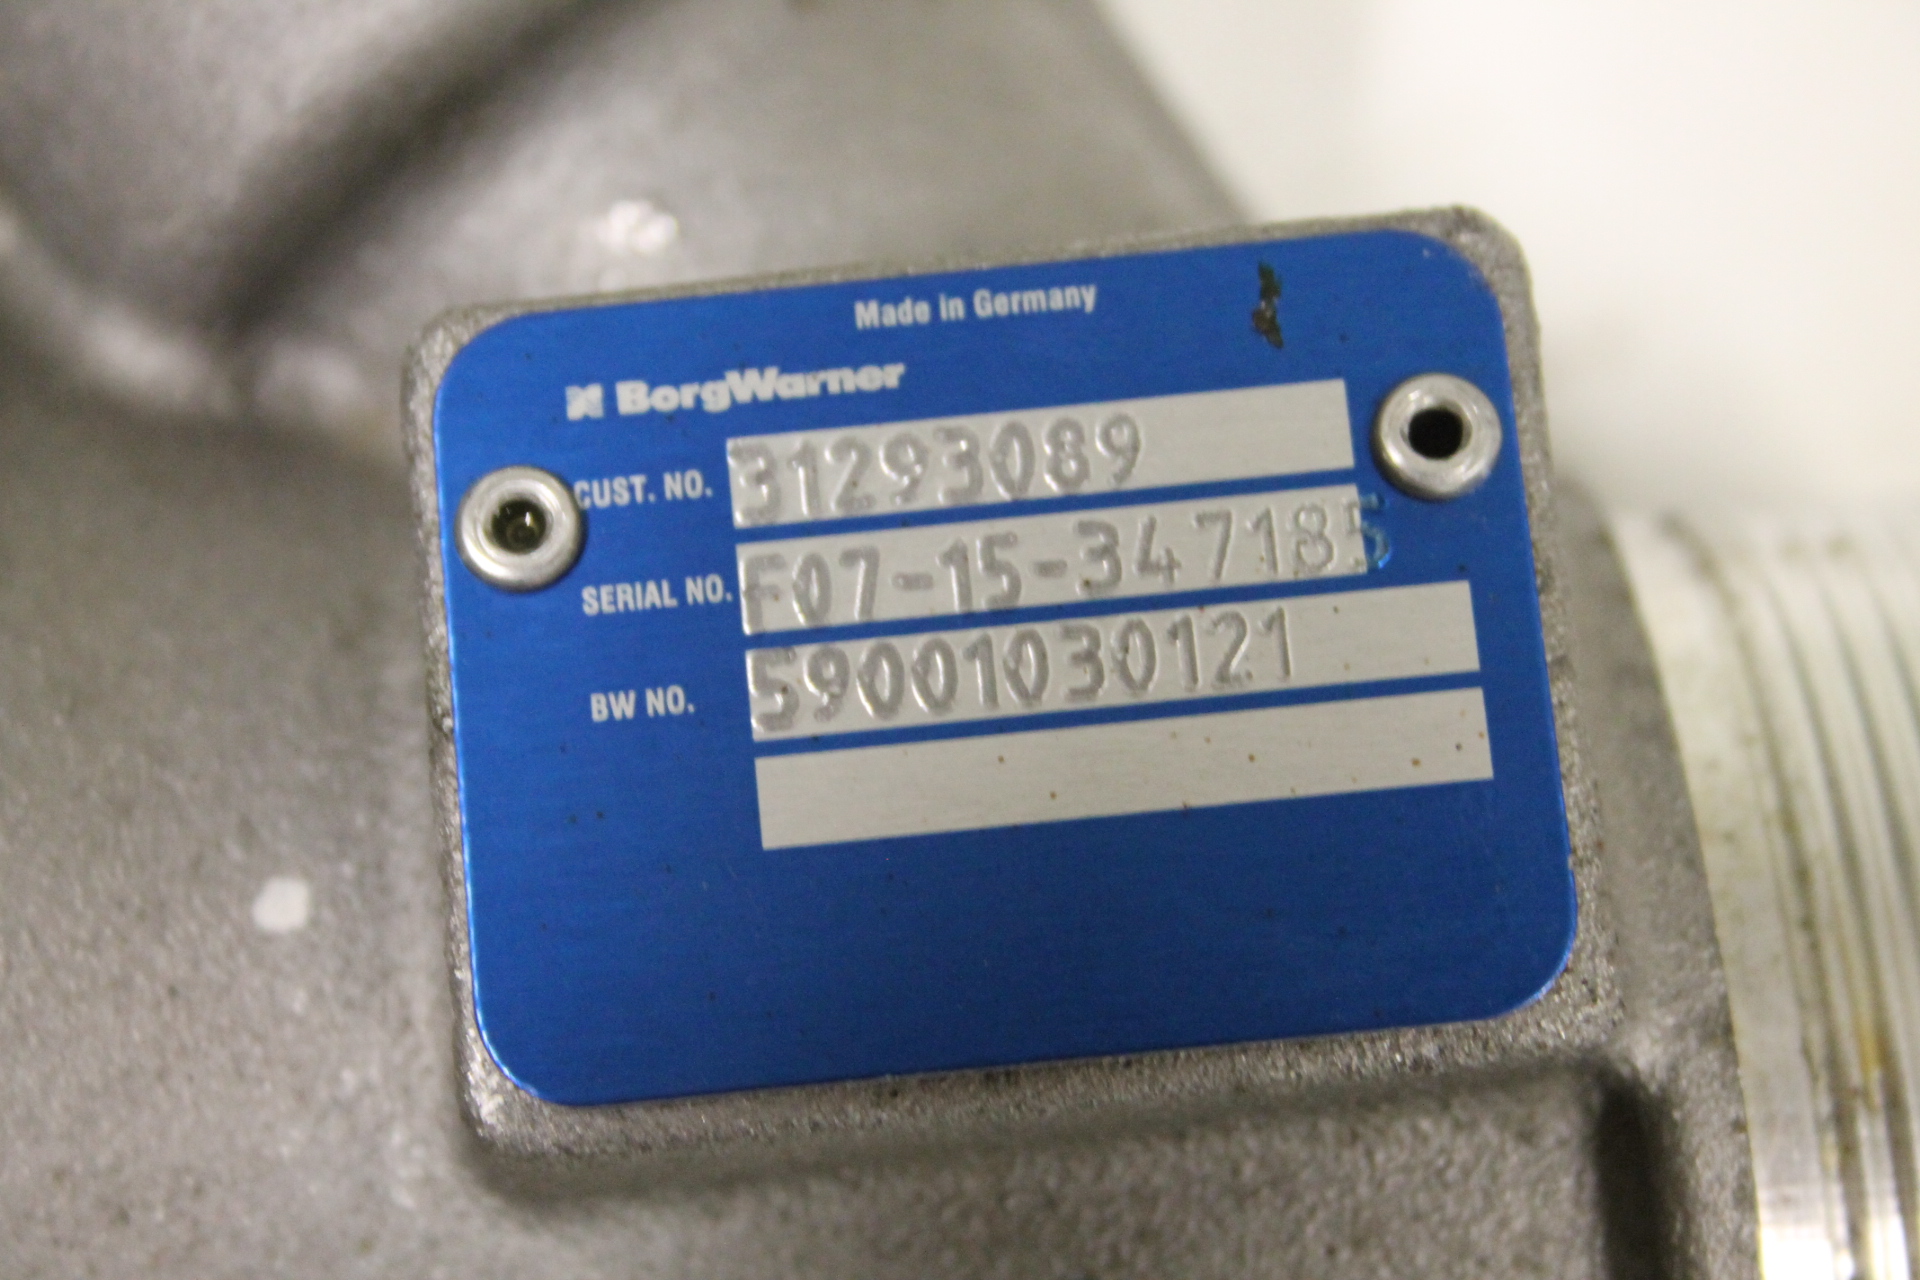 Made in Germany
BorgWarner
CUST. NO. 31293089
SERIAL NO. F07-15-347185
BW NO. 59001030121